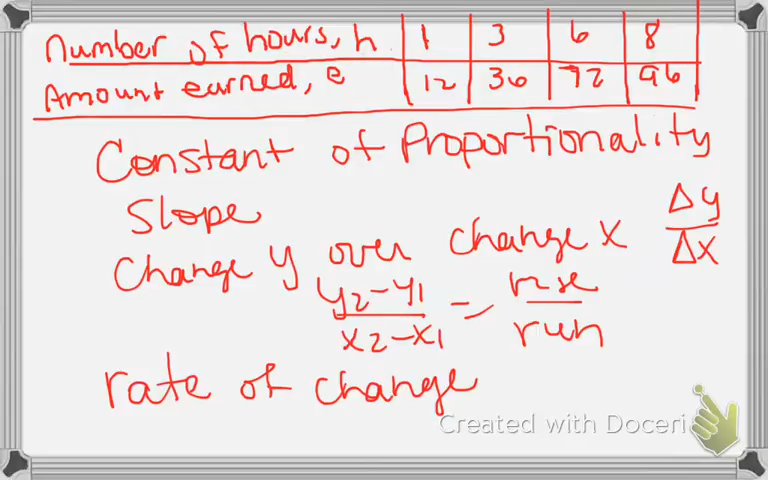 Number of hours, h 1 3 6 8
Amount earned, e 12 36 72 96
Constant of Proportionality
Slope
Change y over change x Δy/Δx
y2-y1/x2-x1 = rise/run
rate of change
Created with Doceri